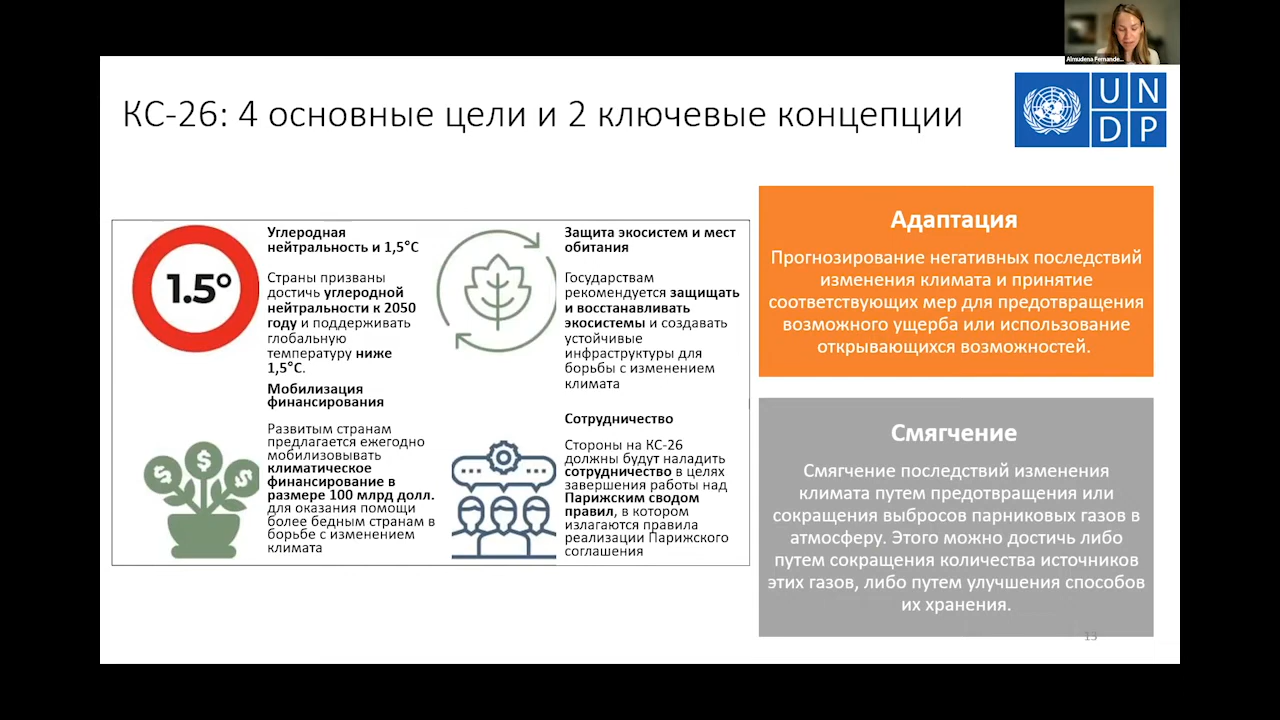 Almudena Fernande...
КС-26: 4 основные цели и 2 ключевые концепции
UN
DP
1.5°
Углеродная
нейтральность и 1,5°C
Страны призваны
достичь углеродной
нейтральности к 2050
году и поддерживать
глобальную
температуру ниже
1,5°C.
Защита экосистем и мест
обитания
Государствам
рекомендуется защищать
и восстанавливать
экосистемы и создавать
устойчивые
инфраструктуры для
борьбы с изменением
климата
Мобилизация
финансирования
Развитым странам
предлагается ежегодно
мобилизовывать
климатическое
финансирование в
размере 100 млрд долл.
для оказания помощи
более бедным странам в
борьбе с изменением
климата
Сотрудничество
Стороны на КС-26
должны будут наладить
сотрудничество в целях
завершения работы над
Парижским сводом
правил, в котором
излагаются правила
реализации Парижского
соглашения
Адаптация
Прогнозирование негативных последствий
изменения климата и принятие
соответствующих мер для предотвращения
возможного ущерба или использование
открывающихся возможностей.
Смягчение
Смягчение последствий изменения
климата путем предотвращения или
сокращения выбросов парниковых газов в
атмосферу. Этого можно достичь либо
путем сокращения количества источников
этих газов, либо путем улучшения способов
их хранения.
13